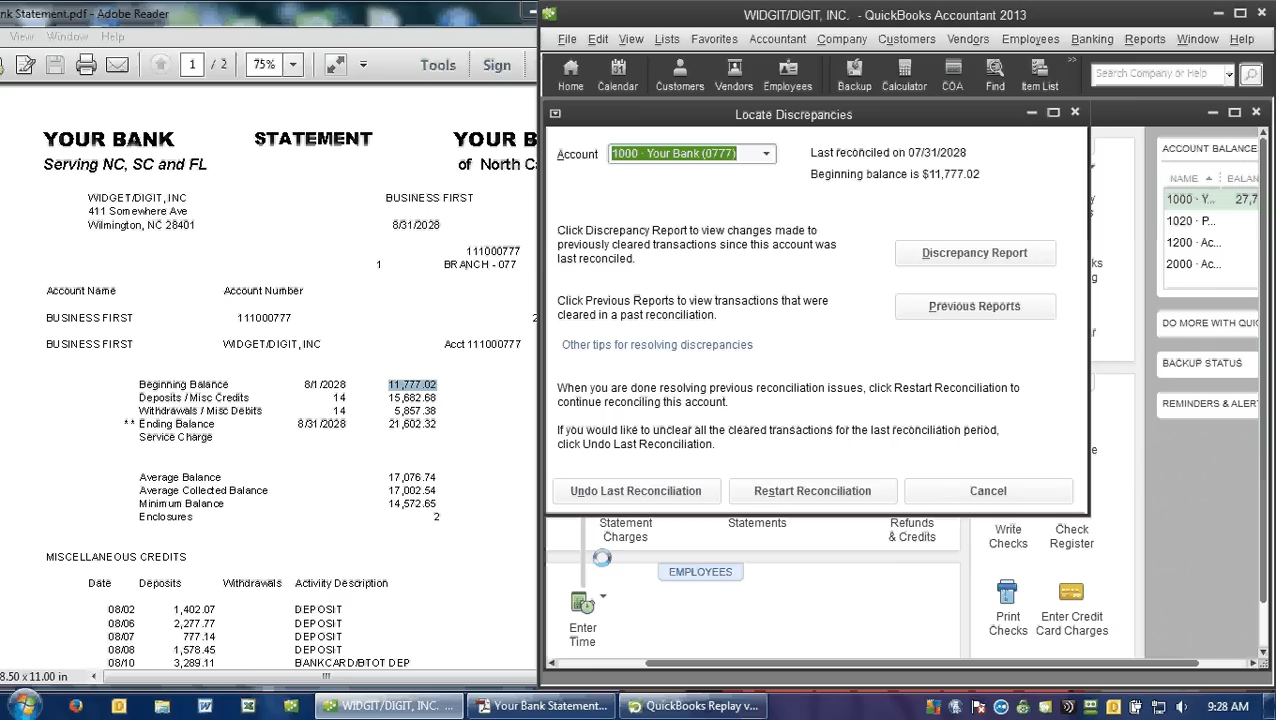 nk Statement.pdf - Adobe Reader
View Window Help
1 / 2 75% Tools Sign
YOUR BANK STATEMENT YOUR B
Serving NC, SC and FL of North Ca
WIDGET/DIGIT, INC BUSINESS FIRST
411 Somewhere Ave
Wilmington, NC 28401 8/31/2028
111000777
1 BRANCH - 077
Account Name Account Number
BUSINESS FIRST 111000777
BUSINESS FIRST WIDGET/DIGIT, INC Acct 111000777
Beginning Balance 8/1/2028 11,777.02
Deposits / Misc Credits 14 15,682.68
Withdrawals / Misc Debits 14 5,857.38
** Ending Balance 8/31/2028 21,602.32
Service Charge
Average Balance 17,076.74
Average Collected Balance 17,002.54
Minimum Balance 14,572.65
Enclosures 2
MISCELLANEOUS CREDITS
Date Deposits Withdrawals Activity Description
08/02 1,402.07 DEPOSIT
08/06 2,277.77 DEPOSIT
08/07 777.14 DEPOSIT
08/08 1,578.45 DEPOSIT
08/10 3,289.11 BANKCARD/BTOT DEP
8.50 x 11.00 in
WIDGIT/DIGIT, INC. - QuickBooks Accountant 2013
File Edit View Lists Favorites Accountant Company Customers Vendors Employees Banking Reports Window Help
Home Calendar Customers Vendors Employees Backup Calculator COA Find Item List Search Company or Help
Locate Discrepancies
Account 1000 · Your Bank (0777)
Last reconciled on 07/31/2028
Beginning balance is $11,777.02
Click Discrepancy Report to view changes made to
previously cleared transactions since this account was
last reconciled.
Discrepancy Report
Click Previous Reports to view transactions that were
cleared in a past reconciliation.
Previous Reports
Other tips for resolving discrepancies
When you are done resolving previous reconciliation issues, click Restart Reconciliation to
continue reconciling this account.
If you would like to unclear all the cleared transactions for the last reconciliation period,
click Undo Last Reconciliation.
Undo Last Reconciliation Restart Reconciliation Cancel
ACCOUNT BALANCE
NAME BALAN
1000 · Y... 27,7
1020 · P...
1200 · Ac...
2000 · Ac...
DO MORE WITH QUIC
BACKUP STATUS
REMINDERS & ALERT
Statement
Charges
Statements
Refunds
& Credits
Write
Checks
Check
Register
EMPLOYEES
Enter
Time
Print
Checks
Enter Credit
Card Charges
WIDGIT/DIGIT, INC. - ... Your Bank Statement... QuickBooks Replay v... 9:28 AM